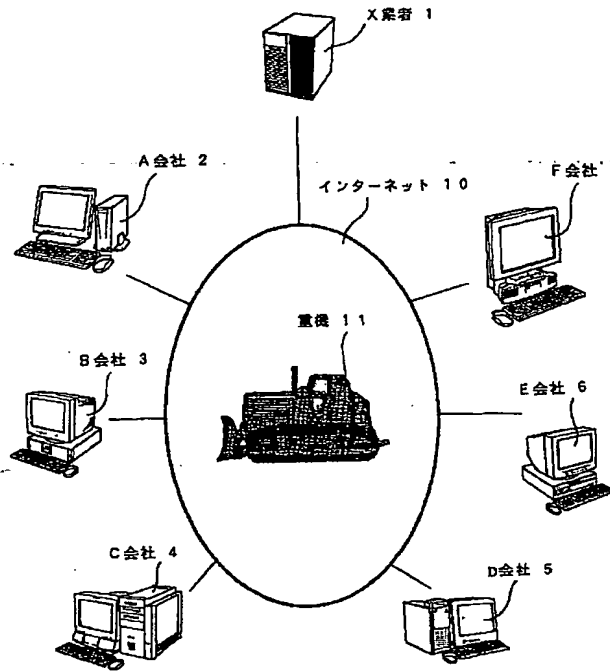 X業者 1
A会社 2
インターネット 10
F会社
重機 11
B会社 3
E会社 6
C会社 4
D会社 5